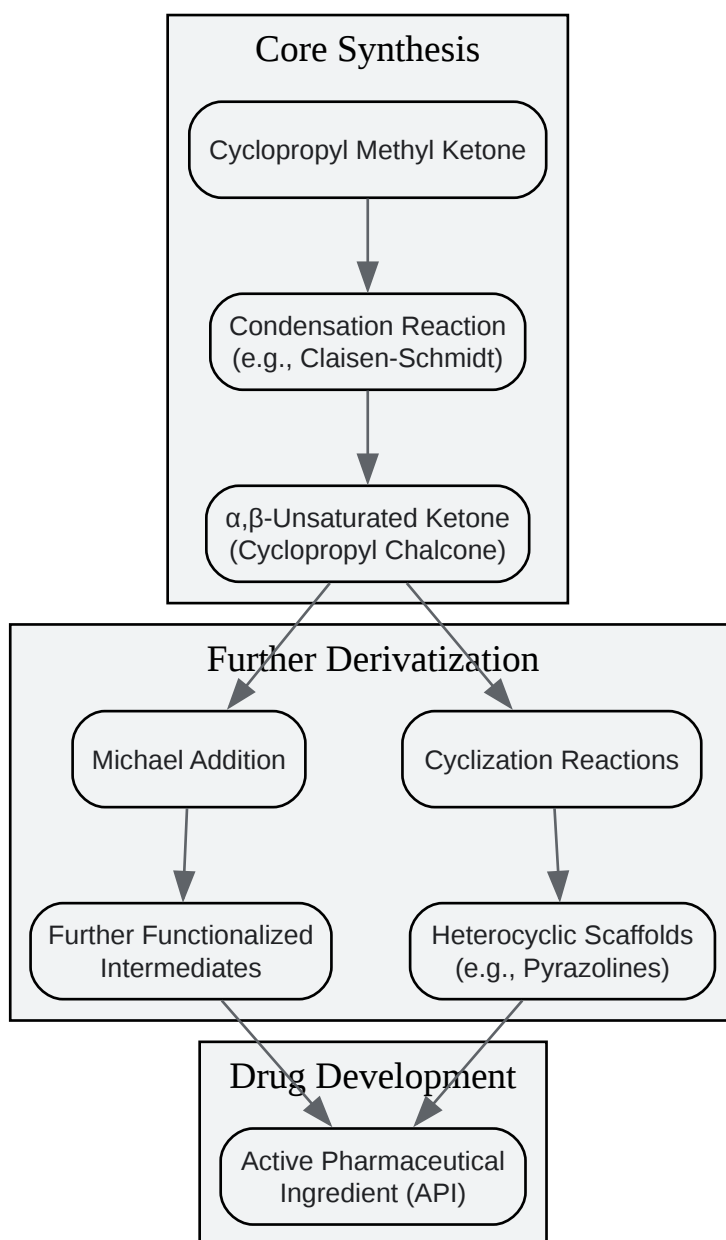 Core Synthesis
Cyclopropyl Methyl Ketone
Condensation Reaction
(e.g., Claisen-Schmidt)
α,β-Unsaturated Ketone
(Cyclopropyl Chalcone)
Further Derivatization
Michael Addition
Cyclization Reactions
Further Functionalized
Intermediates
Heterocyclic Scaffolds
(e.g., Pyrazolines)
Drug Development
Active Pharmaceutical
Ingredient (API)